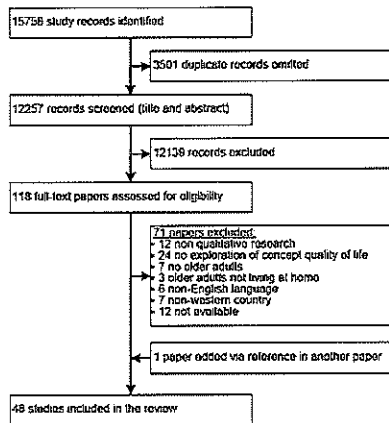 15758 study records identified
3501 duplicate records omitted
12257 records screened (title and abstract)
12139 records excluded
118 full-text papers assessed for eligibility
71 papers excluded:
- 12 non qualitative research
- 24 no exploration of concept quality of life
- 7 no older adults
- 3 older adults not living at home
- 6 non-English language
- 7 non-western country
- 12 not available
1 paper added via reference in another paper
48 studies included in the review